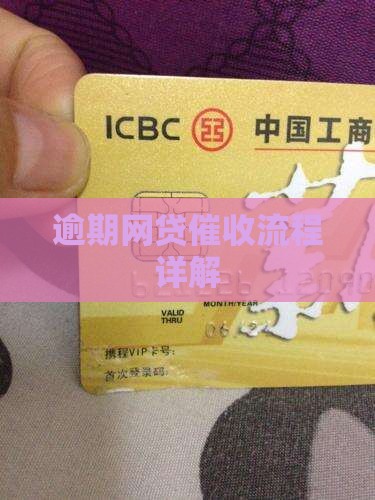 ICBC 中国工商
逾期网贷催收流程
详解
MONTH/YEAR
VALID
THRU
携程VIP卡号:
首次登录码: